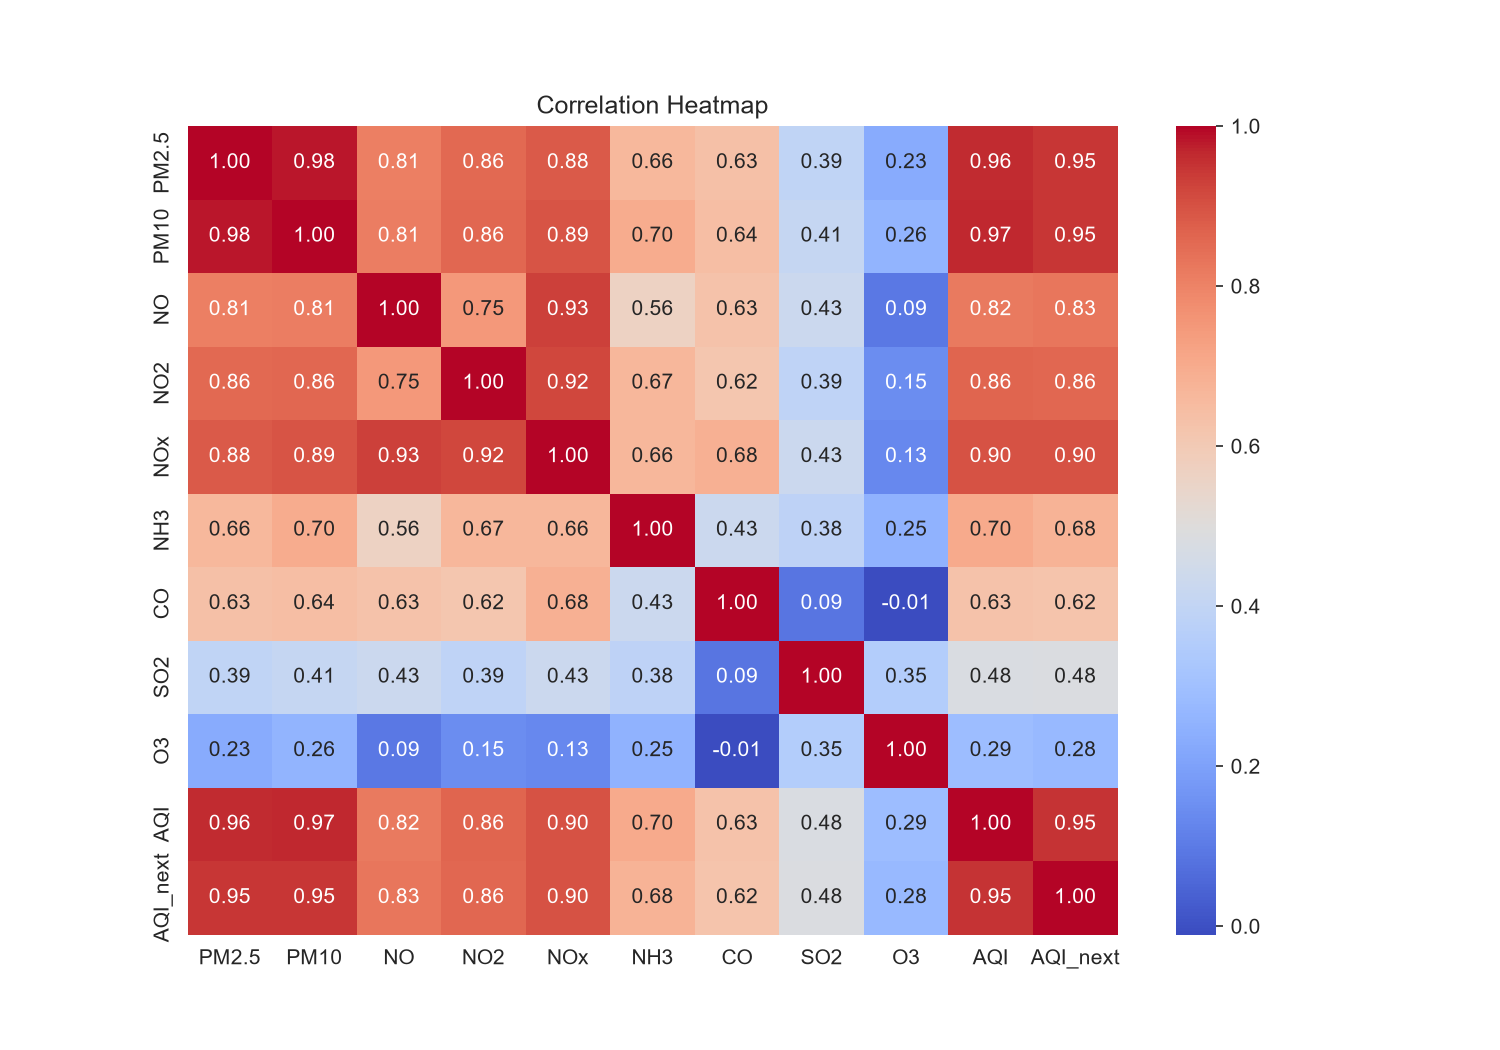 Correlation Heatmap
PM2.5 1.00 0.98 0.81 0.86 0.88 0.66 0.63 0.39 0.23 0.96 0.95
PM10 0.98 1.00 0.81 0.86 0.89 0.70 0.64 0.41 0.26 0.97 0.95
NO 0.81 0.81 1.00 0.75 0.93 0.56 0.63 0.43 0.09 0.82 0.83
NO2 0.86 0.86 0.75 1.00 0.92 0.67 0.62 0.39 0.15 0.86 0.86
NOx 0.88 0.89 0.93 0.92 1.00 0.66 0.68 0.43 0.13 0.90 0.90
NH3 0.66 0.70 0.56 0.67 0.66 1.00 0.43 0.38 0.25 0.70 0.68
CO 0.63 0.64 0.63 0.62 0.68 0.43 1.00 0.09 -0.01 0.63 0.62
SO2 0.39 0.41 0.43 0.39 0.43 0.38 0.09 1.00 0.35 0.48 0.48
O3 0.23 0.26 0.09 0.15 0.13 0.25 -0.01 0.35 1.00 0.29 0.28
AQI 0.96 0.97 0.82 0.86 0.90 0.70 0.63 0.48 0.29 1.00 0.95
AQI_next 0.95 0.95 0.83 0.86 0.90 0.68 0.62 0.48 0.28 0.95 1.00
PM2.5 PM10 NO NO2 NOx NH3 CO SO2 O3 AQI AQI_next
1.0
0.8
0.6
0.4
0.2
0.0